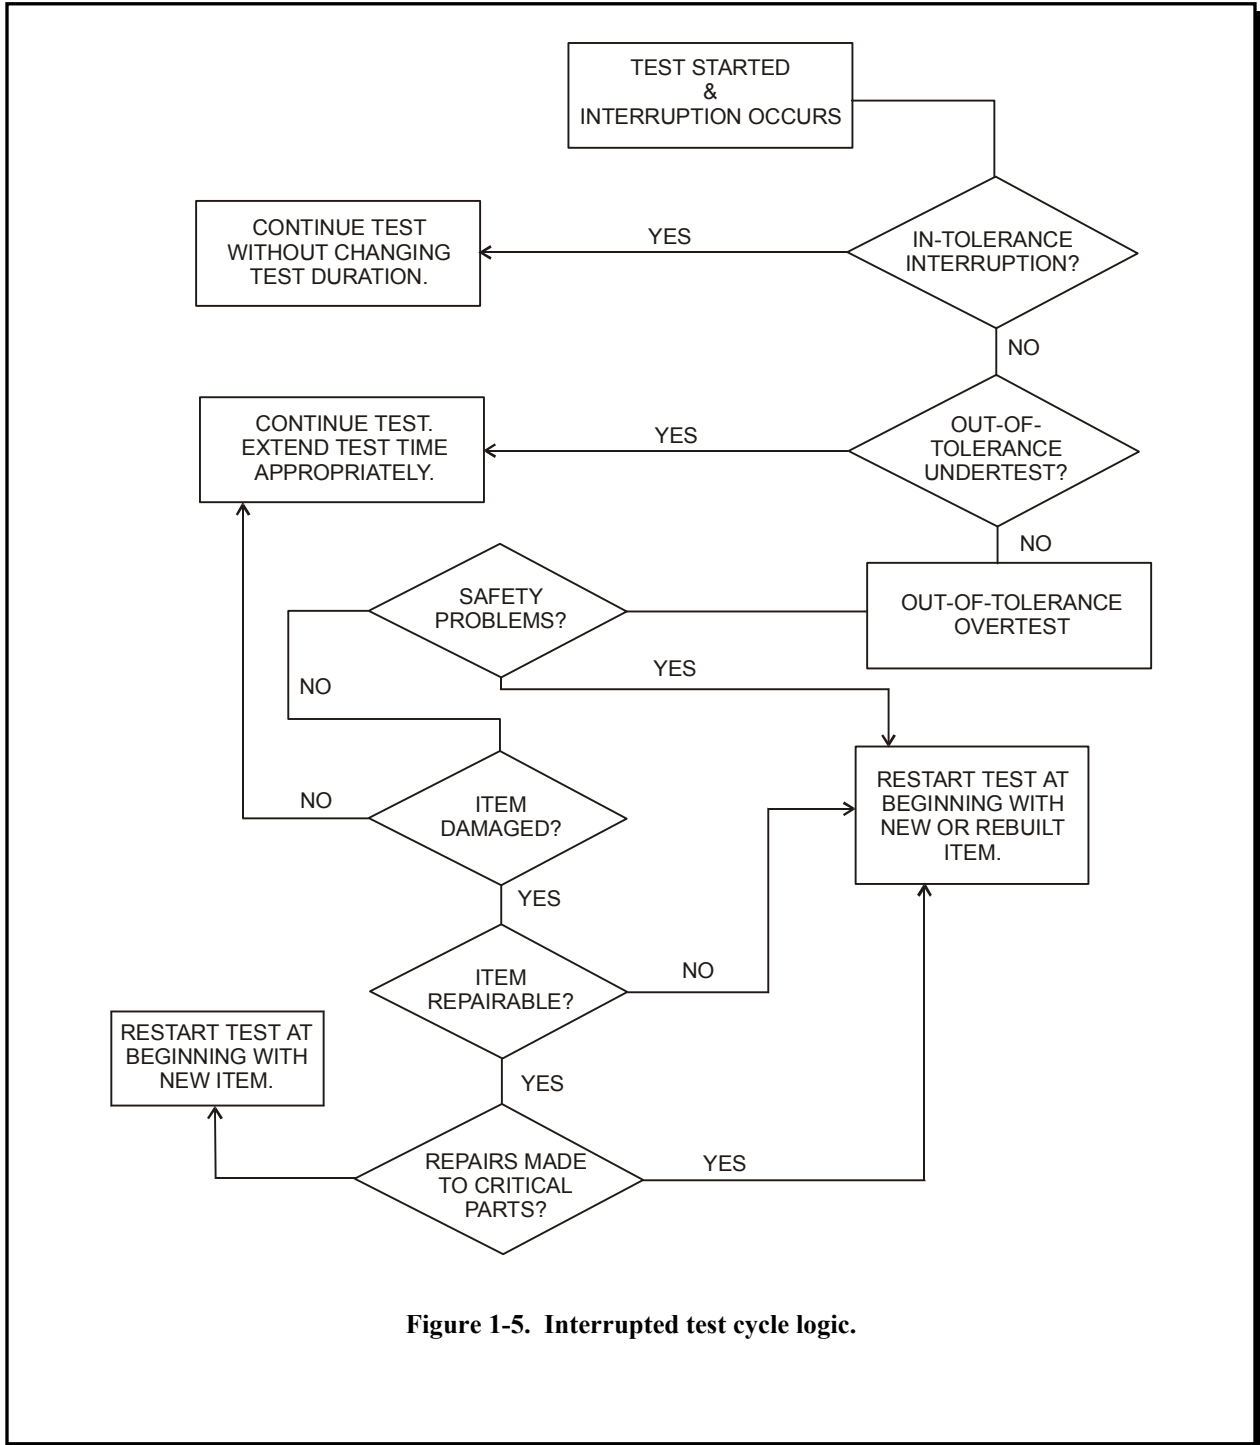 TEST STARTED
&
INTERRUPTION OCCURS
CONTINUE TEST
WITHOUT CHANGING
TEST DURATION.
YES
IN-TOLERANCE
INTERRUPTION?
NO
CONTINUE TEST.
EXTEND TEST TIME
APPROPRIATELY.
YES
OUT-OF-
TOLERANCE
UNDERTEST?
NO
SAFETY
PROBLEMS?
OUT-OF-TOLERANCE
OVERTEST
YES
NO
NO
ITEM
DAMAGED?
RESTART TEST AT
BEGINNING WITH
NEW OR REBUILT
ITEM.
YES
ITEM
REPAIRABLE?
NO
RESTART TEST AT
BEGINNING WITH
NEW ITEM.
YES
REPAIRS MADE
TO CRITICAL
PARTS?
YES
Figure 1-5. Interrupted test cycle logic.